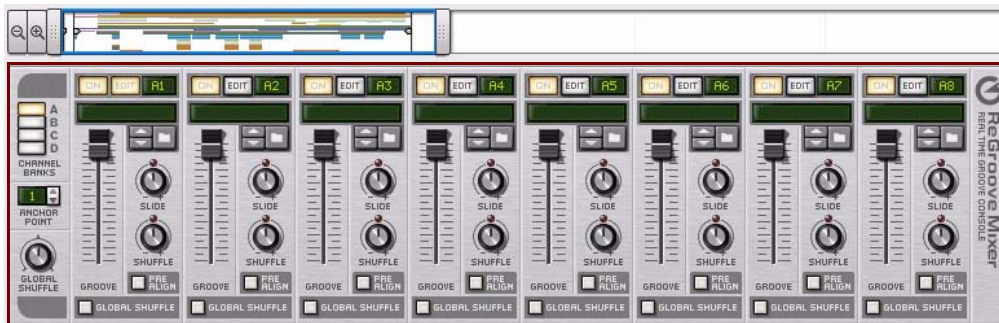 ON EDIT A1 ON EDIT A2 ON EDIT A3 ON EDIT A4 ON EDIT A5 ON EDIT A6 ON EDIT A7 ON EDIT A8
A
B
C
D
CHANNEL
BANKS
1
ANCHOR
POINT
GLOBAL
SHUFFLE
SLIDE SLIDE SLIDE SLIDE SLIDE SLIDE SLIDE SLIDE
SHUFFLE SHUFFLE SHUFFLE SHUFFLE SHUFFLE SHUFFLE SHUFFLE SHUFFLE
GROOVE PRE ALIGN GROOVE PRE ALIGN GROOVE PRE ALIGN GROOVE PRE ALIGN GROOVE PRE ALIGN GROOVE PRE ALIGN GROOVE PRE ALIGN GROOVE PRE ALIGN
GLOBAL SHUFFLE GLOBAL SHUFFLE GLOBAL SHUFFLE GLOBAL SHUFFLE GLOBAL SHUFFLE GLOBAL SHUFFLE GLOBAL SHUFFLE GLOBAL SHUFFLE
ReGroove Mixer
REAL TIME GROOVE CONSOLE